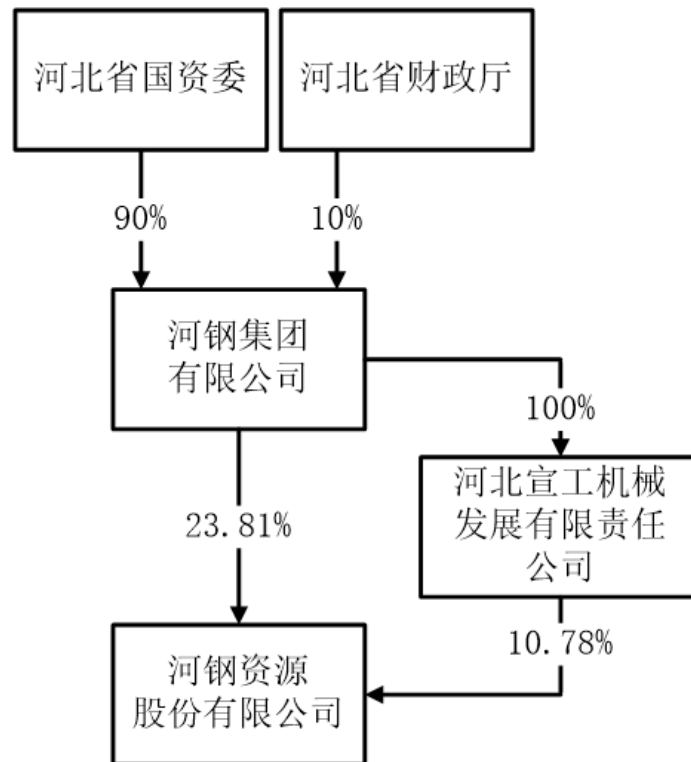 河北省国资委
河北省财政厅
90%
10%
河钢集团
有限公司
100%
河北宣工机械
发展有限责任
公司
23.81%
10.78%
河钢资源
股份有限公司